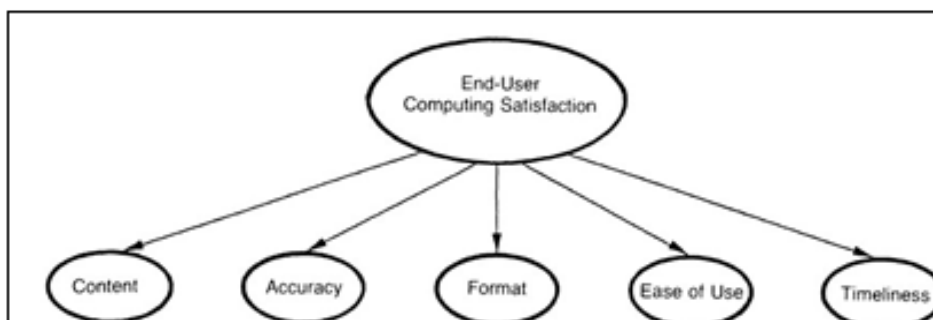 End-User
Computing Satisfaction
Content
Accuracy
Format
Ease of Use
Timeliness